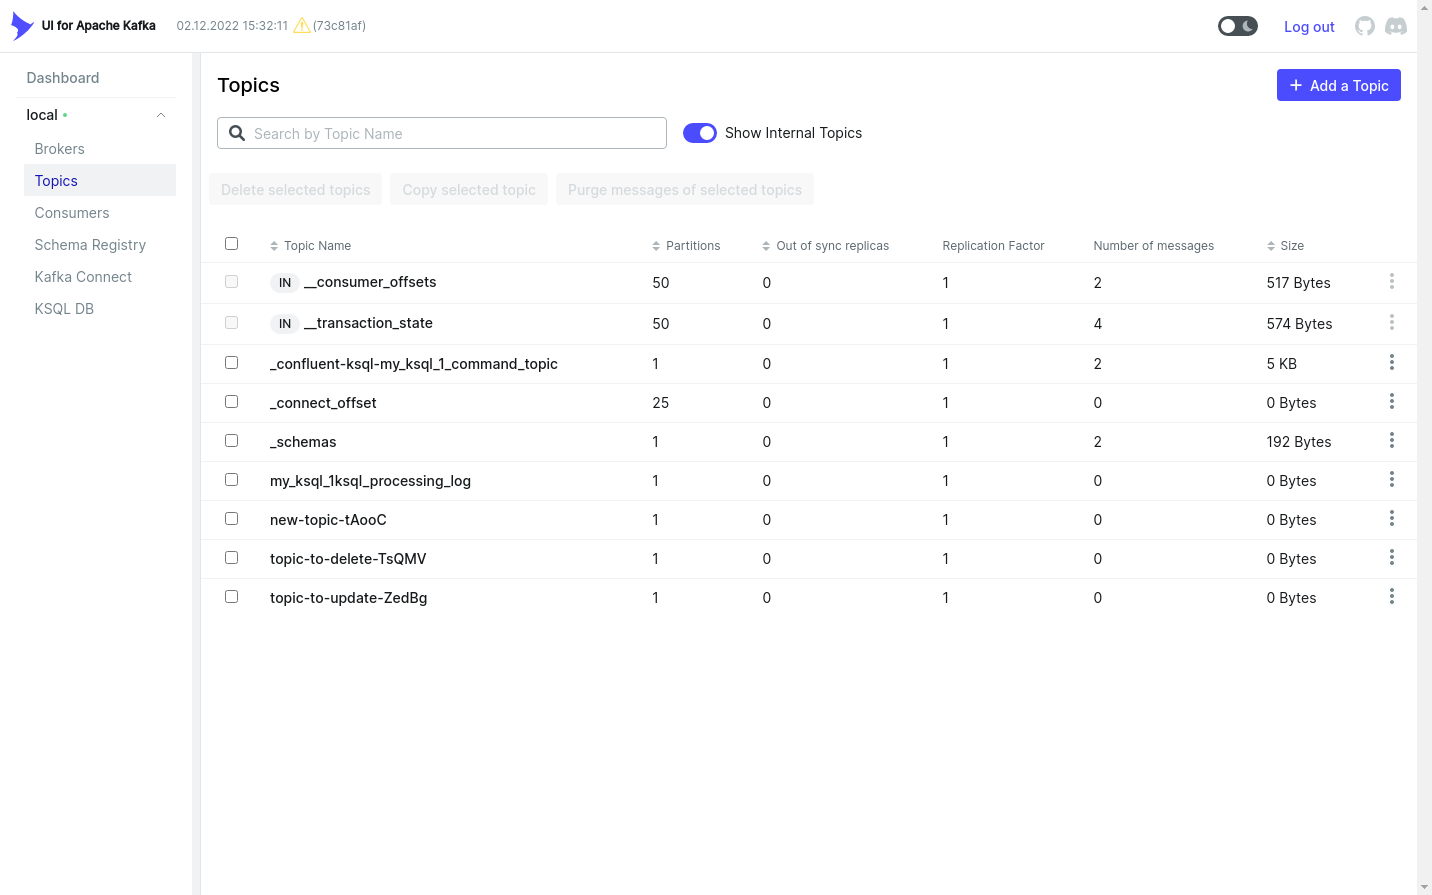 UI for Apache Kafka 02.12.2022 15:32:11 (73c81af) Log out
Dashboard
local
Brokers
Topics
Consumers
Schema Registry
Kafka Connect
KSQL DB
Topics
Add a Topic
Search by Topic Name Show Internal Topics
Delete selected topics Copy selected topic Purge messages of selected topics
Topic Name Partitions Out of sync replicas Replication Factor Number of messages Size
IN __consumer_offsets 50 0 1 2 517 Bytes
IN __transaction_state 50 0 1 4 574 Bytes
_confluent-ksql-my_ksql_1_command_topic 1 0 1 2 5 KB
_connect_offset 25 0 1 0 0 Bytes
_schemas 1 0 1 2 192 Bytes
my_ksql_1ksql_processing_log 1 0 1 0 0 Bytes
new-topic-tAooC 1 0 1 0 0 Bytes
topic-to-delete-TsQMV 1 0 1 0 0 Bytes
topic-to-update-ZedBg 1 0 1 0 0 Bytes